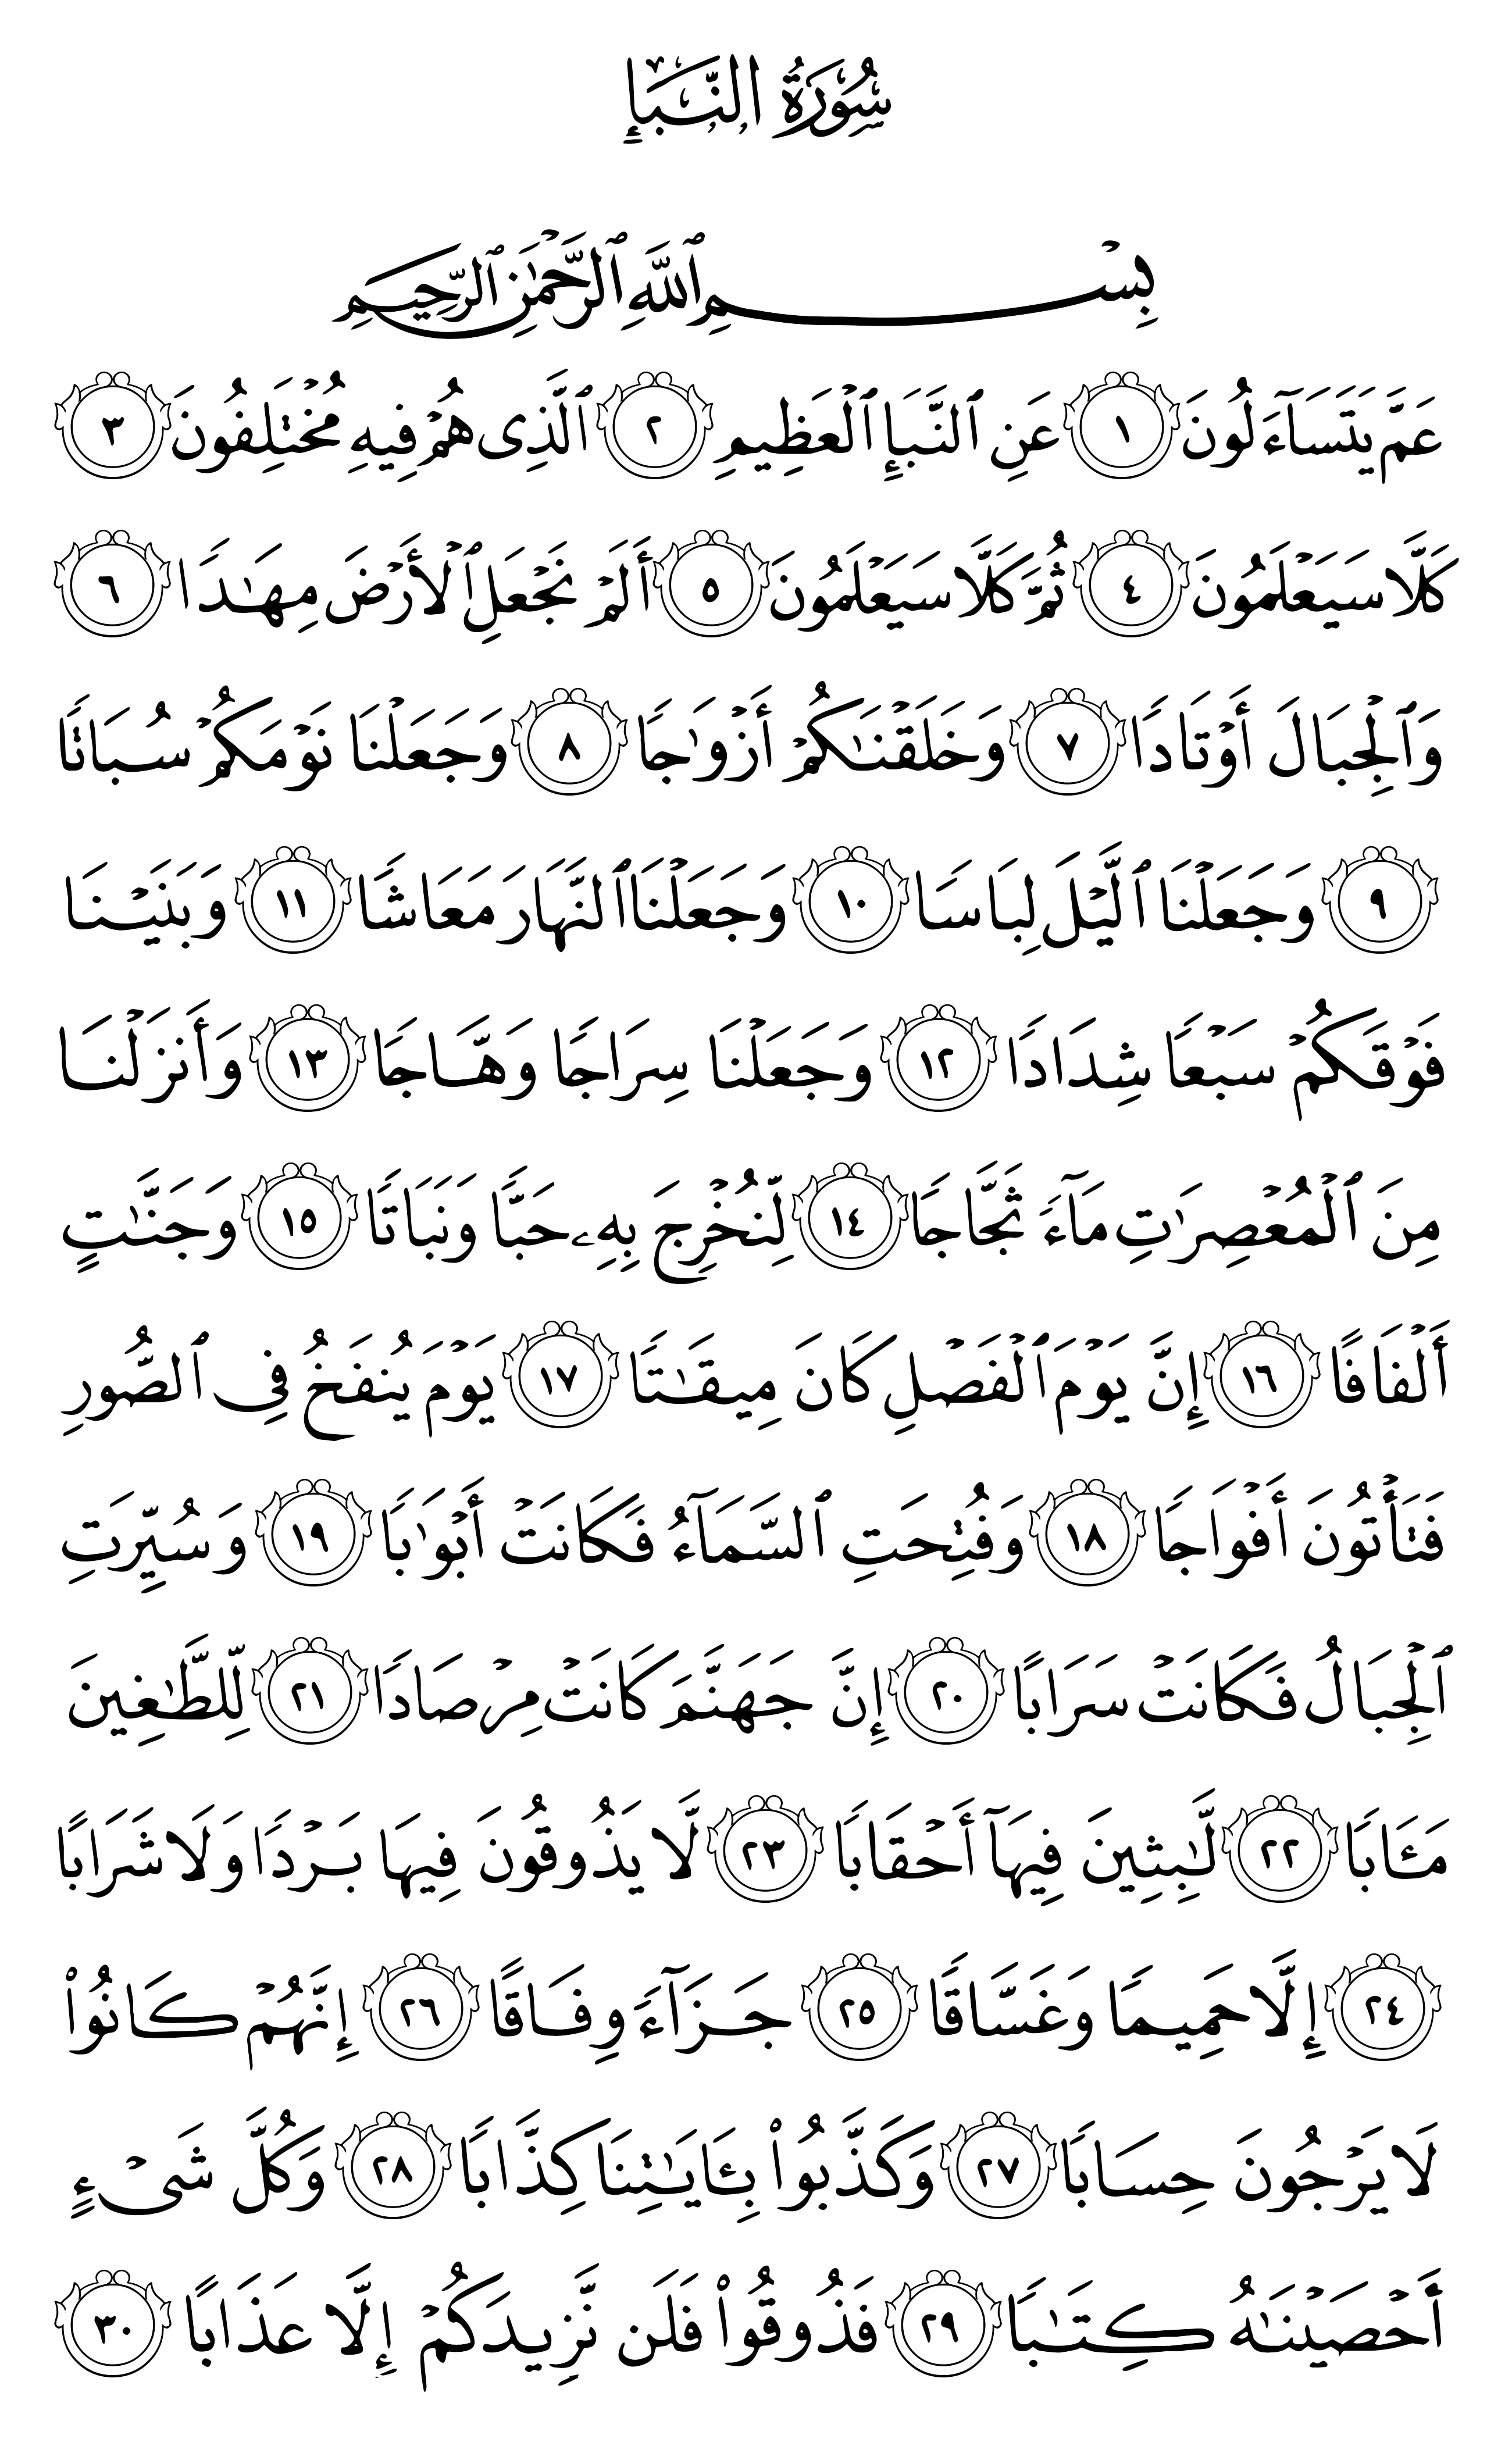 سُورَةُ النَّبَإِ
بِسْمِ ٱللَّهِ ٱلرَّحْمَٰنِ ٱلرَّحِيمِ
عَمَّ يَتَسَآءَلُونَ ١ عَنِ ٱلنَّبَإِ ٱلْعَظِيمِ ٢ ٱلَّذِى هُمْ فِيهِ مُخْتَلِفُونَ ٣
كَلَّا سَيَعْلَمُونَ ٤ ثُمَّ كَلَّا سَيَعْلَمُونَ ٥ أَلَمْ نَجْعَلِ ٱلْأَرْضَ مِهَٰدًا ٦
وَٱلْجِبَالَ أَوْتَادًا ٧ وَخَلَقْنَٰكُمْ أَزْوَٰجًا ٨ وَجَعَلْنَا نَوْمَكُمْ سُبَاتًا
٩ وَجَعَلْنَا ٱلَّيْلَ لِبَاسًا ١٠ وَجَعَلْنَا ٱلنَّهَارَ مَعَاشًا ١١ وَبَنَيْنَا
فَوْقَكُمْ سَبْعًا شِدَادًا ١٢ وَجَعَلْنَا سِرَاجًا وَهَّاجًا ١٣ وَأَنزَلْنَا
مِنَ ٱلْمُعْصِرَٰتِ مَآءً ثَجَّاجًا ١٤ لِّنُخْرِجَ بِهِۦ حَبًّا وَنَبَاتًا ١٥ وَجَنَّٰتٍ
أَلْفَافًا ١٦ إِنَّ يَوْمَ ٱلْفَصْلِ كَانَ مِيقَٰتًا ١٧ يَوْمَ يُنفَخُ فِى ٱلصُّورِ
فَتَأْتُونَ أَفْوَاجًا ١٨ وَفُتِحَتِ ٱلسَّمَآءُ فَكَانَتْ أَبْوَٰبًا ١٩ وَسُيِّرَتِ
ٱلْجِبَالُ فَكَانَتْ سَرَابًا ٢٠ إِنَّ جَهَنَّمَ كَانَتْ مِرْصَادًا ٢١ لِّلطَّٰغِينَ
مَـَٔابًا ٢٢ لَّٰبِثِينَ فِيهَآ أَحْقَابًا ٢٣ لَّا يَذُوقُونَ فِيهَا بَرْدًا وَلَا شَرَابًا
٢٤ إِلَّا حَمِيمًا وَغَسَّاقًا ٢٥ جَزَآءً وِفَاقًا ٢٦ إِنَّهُمْ كَانُوا۟
لَا يَرْجُونَ حِسَابًا ٢٧ وَكَذَّبُوا۟ بِـَٔايَٰتِنَا كِذَّابًا ٢٨ وَكُلَّ شَىْءٍ
أَحْصَيْنَٰهُ كِتَٰبًا ٢٩ فَذُوقُوا۟ فَلَن نَّزِيدَكُمْ إِلَّا عَذَابًا ٣٠